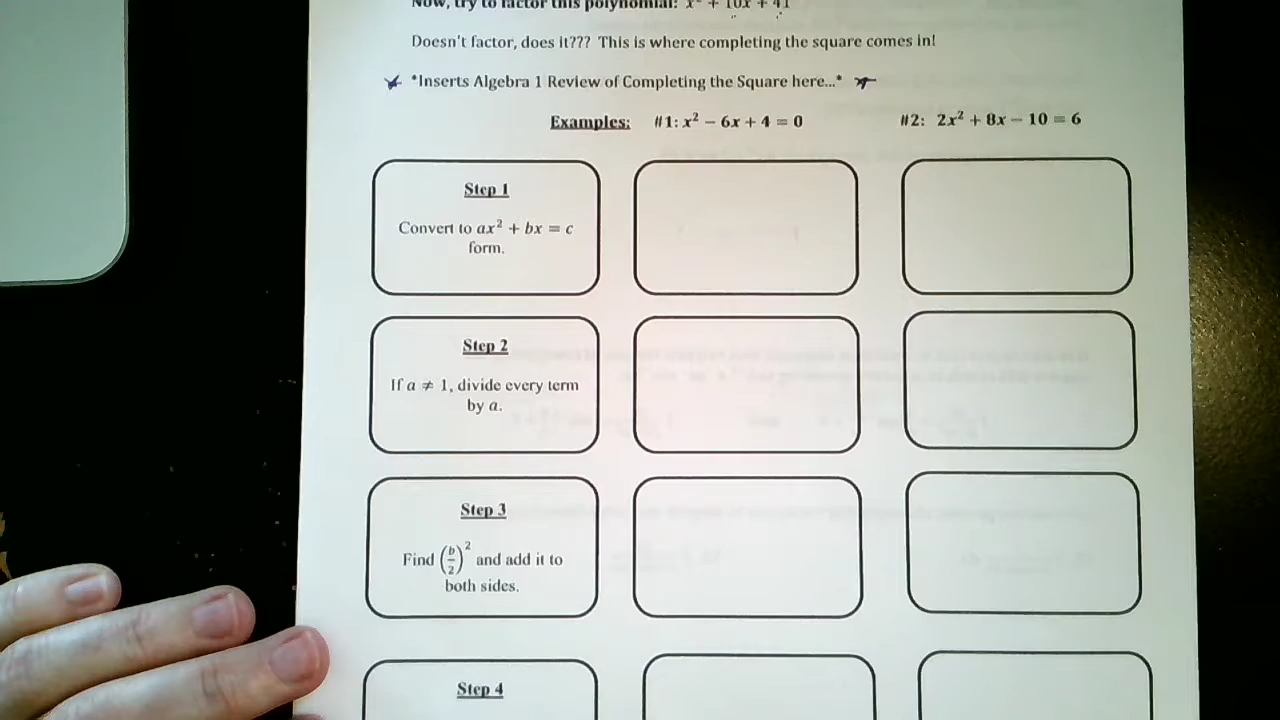 Now, try to factor this polynomial: x² + 10x + 41
Doesn't factor, does it??? This is where completing the square comes in!
*Inserts Algebra 1 Review of Completing the Square here...*
Examples: #1: x² − 6x + 4 = 0 #2: 2x² + 8x − 10 = 6
Step 1
Convert to ax² + bx = c
form.
Step 2
If a ≠ 1, divide every term
by a.
Step 3
Find (b/2)² and add it to
both sides.
Step 4